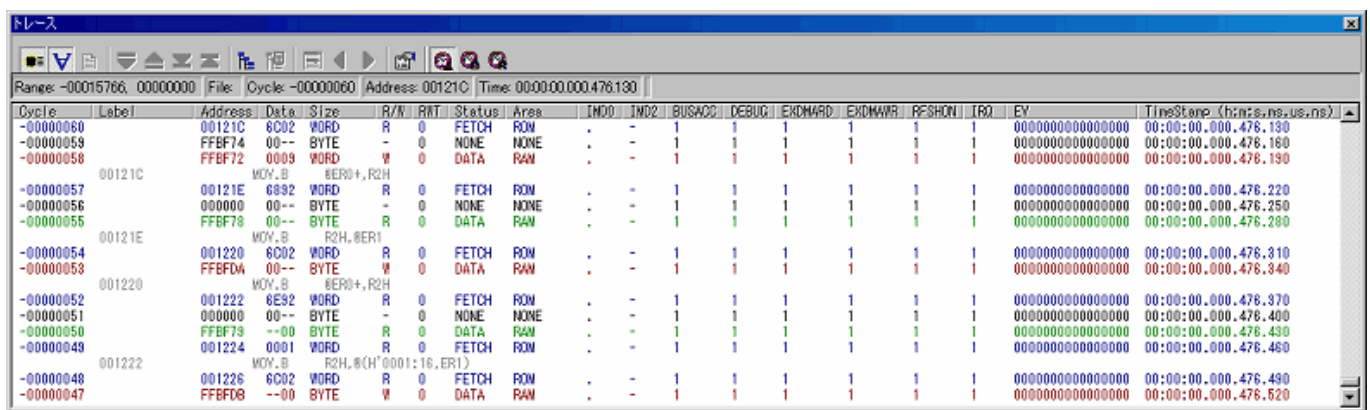 トレース
Range: -00015766, 00000000 File: Cycle: -00000060 Address: 00121C Time: 00:00:00.000.476.130
Cycle Label Address Data Size R/W RWT Status Area IMD0 IMD2 BUSACC DEBUG EXDMARD EXDMAWR RFSHON IRQ EV TimeStamp (h:m:s.ms.us.ns)
-00000060 00121C 6C02 WORD R 0 FETCH ROM . - 1 1 1 1 1 1 0000000000000000 00:00:00.000.476.130
-00000059 FFBF74 00-- BYTE - 0 NONE NONE . - 1 1 1 1 1 1 0000000000000000 00:00:00.000.476.160
-00000058 FFBF72 0009 WORD W 0 DATA RAM . - 1 1 1 1 1 1 0000000000000000 00:00:00.000.476.190
00121C MOV.B @ER0+,R2H
-00000057 00121E 6892 WORD R 0 FETCH ROM . - 1 1 1 1 1 1 0000000000000000 00:00:00.000.476.220
-00000056 000000 00-- BYTE - 0 NONE NONE . - 1 1 1 1 1 1 0000000000000000 00:00:00.000.476.250
-00000055 FFBF78 00-- BYTE R 0 DATA RAM . - 1 1 1 1 1 1 0000000000000000 00:00:00.000.476.280
00121E MOV.B R2H,@ER1
-00000054 001220 6C02 WORD R 0 FETCH ROM . - 1 1 1 1 1 1 0000000000000000 00:00:00.000.476.310
-00000053 FFBFDA 00-- BYTE W 0 DATA RAM . - 1 1 1 1 1 1 0000000000000000 00:00:00.000.476.340
001220 MOV.B @ER0+,R2H
-00000052 001222 6E92 WORD R 0 FETCH ROM . - 1 1 1 1 1 1 0000000000000000 00:00:00.000.476.370
-00000051 000000 00-- BYTE - 0 NONE NONE . - 1 1 1 1 1 1 0000000000000000 00:00:00.000.476.400
-00000050 FFBF79 --00 BYTE R 0 DATA RAM . - 1 1 1 1 1 1 0000000000000000 00:00:00.000.476.430
-00000049 001224 0001 WORD R 0 FETCH ROM . - 1 1 1 1 1 1 0000000000000000 00:00:00.000.476.460
001222 MOV.B R2H,@(H'0001:16,ER1)
-00000048 001226 6C02 WORD R 0 FETCH ROM . - 1 1 1 1 1 1 0000000000000000 00:00:00.000.476.490
-00000047 FFBFDB --00 BYTE W 0 DATA RAM . - 1 1 1 1 1 1 0000000000000000 00:00:00.000.476.520